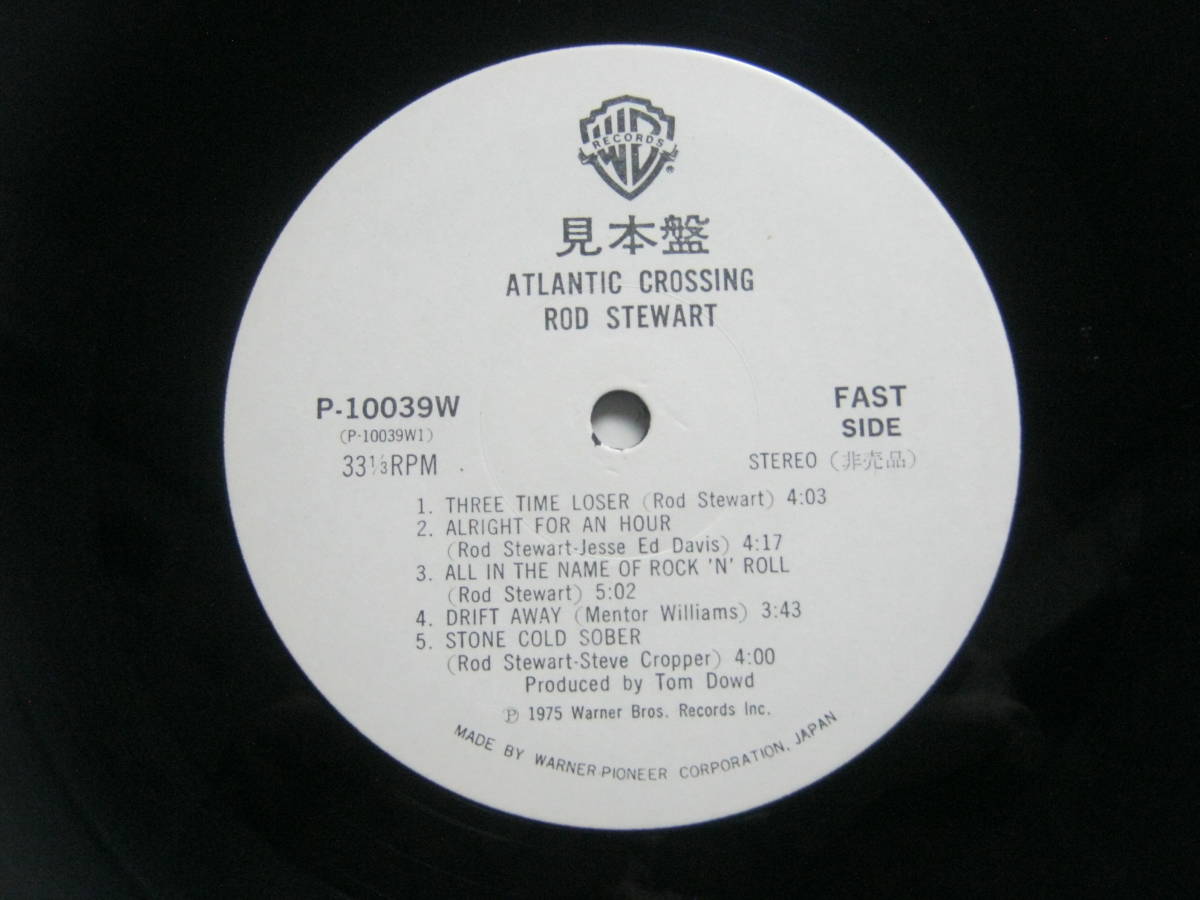 RECORDS
見本盤
ATLANTIC CROSSING
ROD STEWART
P-10039W
(P-10039W1)
33 1/3 RPM
FAST
SIDE
STEREO (非売品)
1. THREE TIME LOSER (Rod Stewart) 4:03
2. ALRIGHT FOR AN HOUR
(Rod Stewart-Jesse Ed Davis) 4:17
3. ALL IN THE NAME OF ROCK 'N' ROLL
(Rod Stewart) 5:02
4. DRIFT AWAY (Mentor Williams) 3:43
5. STONE COLD SOBER
(Rod Stewart-Steve Cropper) 4:00
Produced by Tom Dowd
Ⓟ 1975 Warner Bros. Records Inc.
MADE BY WARNER-PIONEER CORPORATION, JAPAN